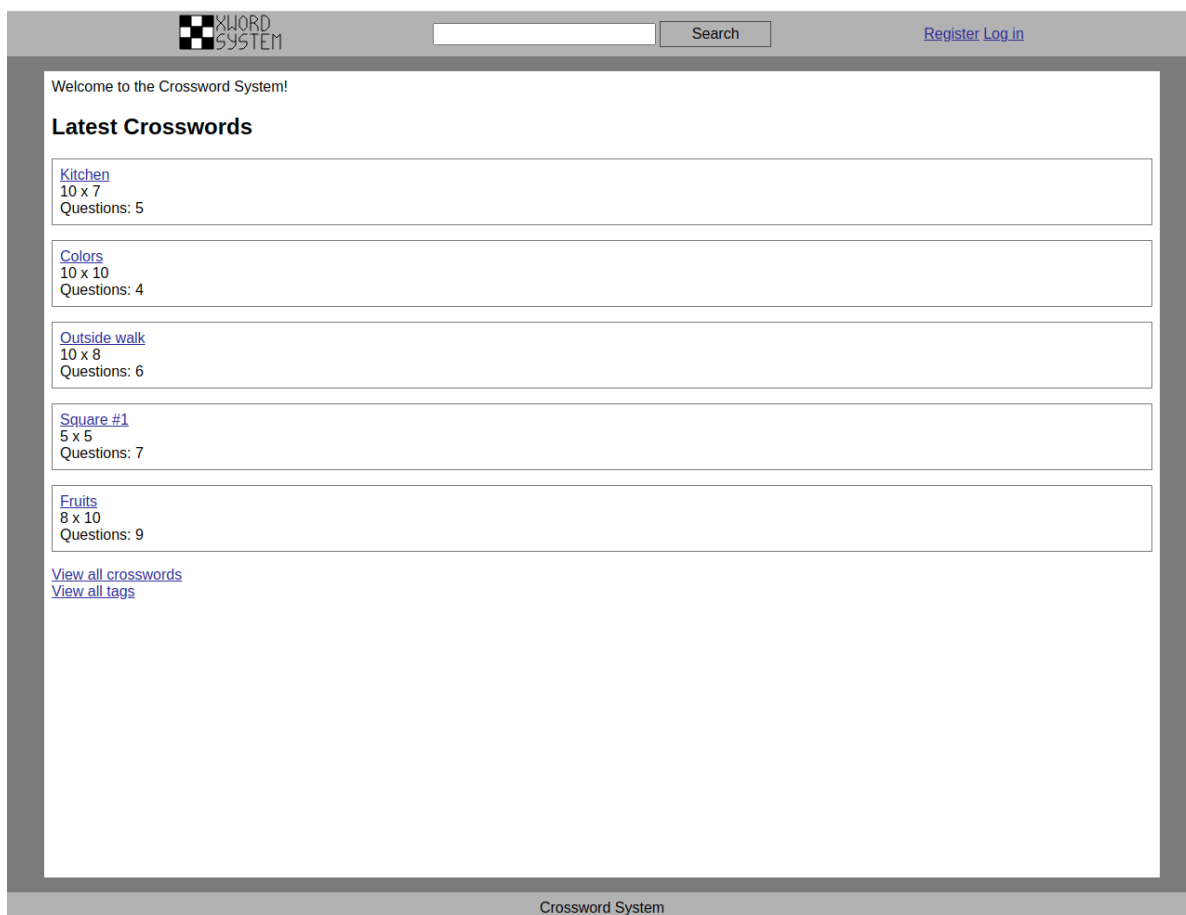 XWORD
SYSTEM
Search
Register Log in
Welcome to the Crossword System!
Latest Crosswords
Kitchen
10 x 7
Questions: 5
Colors
10 x 10
Questions: 4
Outside walk
10 x 8
Questions: 6
Square #1
5 x 5
Questions: 7
Fruits
8 x 10
Questions: 9
View all crosswords
View all tags
Crossword System